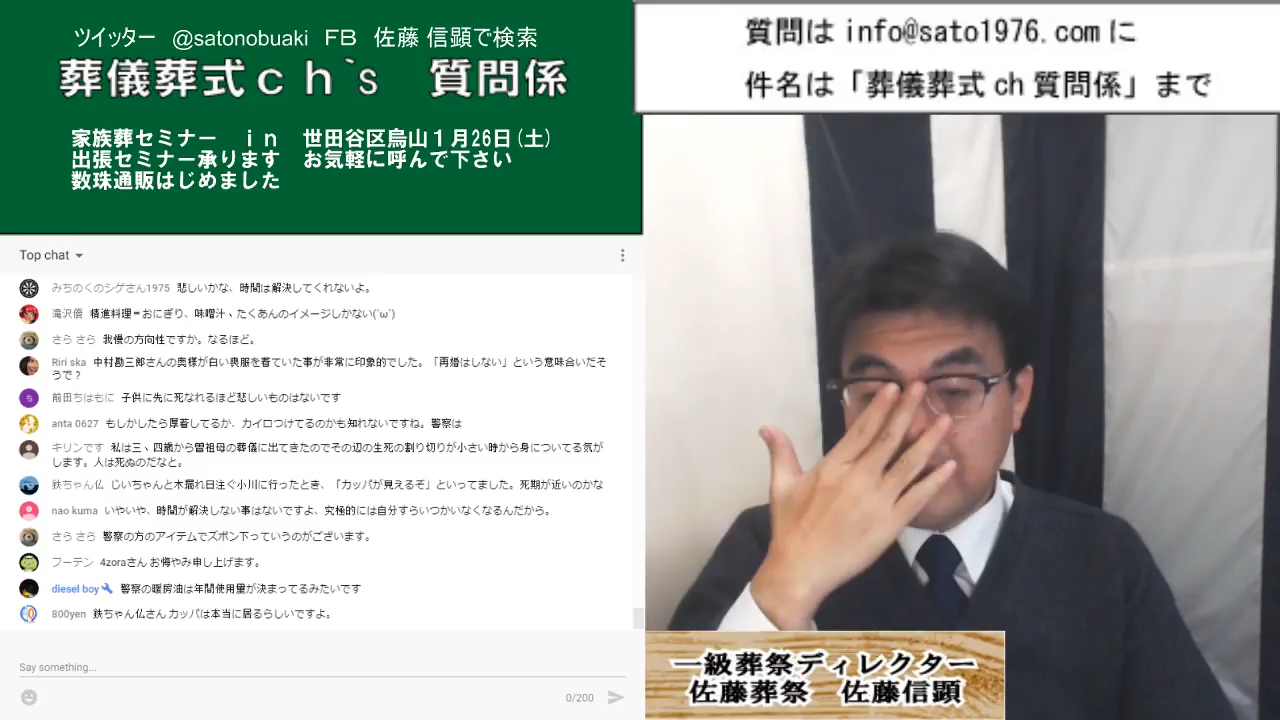 ツイッター　@satonobuaki　ＦＢ　佐藤 信顕で検索
葬儀葬式ｃｈ`s　質問係
家族葬セミナー　ｉｎ　世田谷区烏山１月26日(土)
出張セミナー承ります　お気軽に呼んで下さい
数珠通販はじめました
質問は info@sato1976.com に
件名は「葬儀葬式 ch 質問係」まで
Top chat
みちのくのシゲさん1975 悲しいかな、時間は解決してくれないよ。
滝沢優 精進料理＝おにぎり、味噌汁、たくあんのイメージしかない(´ω`)
さら さら 我慢の方向性ですか。なるほど。
Riri ska 中村勘三郎さんの奥様が白い喪服を着ていた事が非常に印象的でした。「再婚はしない」という意味合いだそ
うで？
ち 前田ちはもに 子供に先に死なれるほど悲しいものはないです
anta 0627 もしかしたら厚着してるか、カイロつけてるのかも知れないですね。警察は
キリンです 私は三、四歳から曽祖母の葬儀に出てきたのでその辺の生死の割り切りが小さい時から身についてる気が
します。人は死ぬのだなと。
鉄ちゃん仏 じいちゃんと木漏れ日注ぐ小川に行ったとき、「カッパが見えるぞ」といってました。死期が近いのかな
nao kuma いやいや、時間が解決しない事はないですよ、究極的には自分すらいついかいなくなるんだから。
さら さら 警察の方のアイテムでズボン下っていうのがございます。
フーテン 4zoraさん お悔やみ申し上げます。
diesel boy 警察の暖房油は年間使用量が決まってるみたいです
800yen 鉄ちゃん仏さん カッパは本当に居るらしいですよ。
Say something...
0/200
一級葬祭ディレクター
佐藤葬祭　佐藤信顕